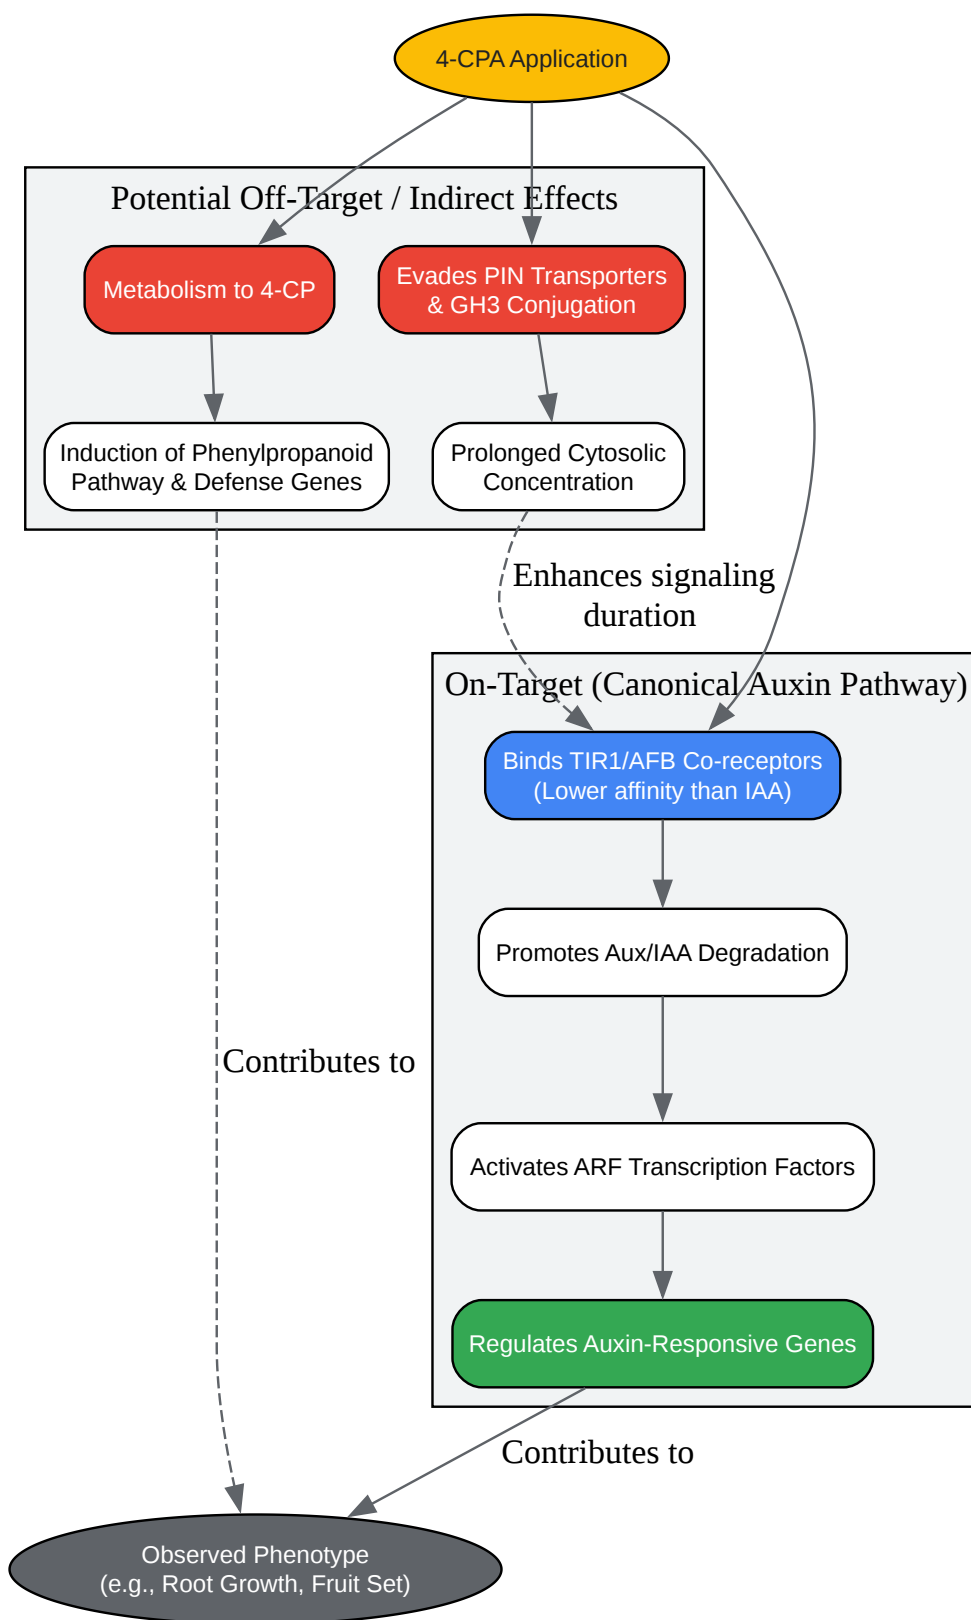 4-CPA Application
Potential Off-Target / Indirect Effects
Metabolism to 4-CP
Evades PIN Transporters
& GH3 Conjugation
Induction of Phenylpropanoid
Pathway & Defense Genes
Prolonged Cytosolic
Concentration
Enhances signaling
duration
On-Target (Canonical Auxin Pathway)
Binds TIR1/AFB Co-receptors
(Lower affinity than IAA)
Promotes Aux/IAA Degradation
Contributes to
Activates ARF Transcription Factors
Regulates Auxin-Responsive Genes
Contributes to
Observed Phenotype
(e.g., Root Growth, Fruit Set)